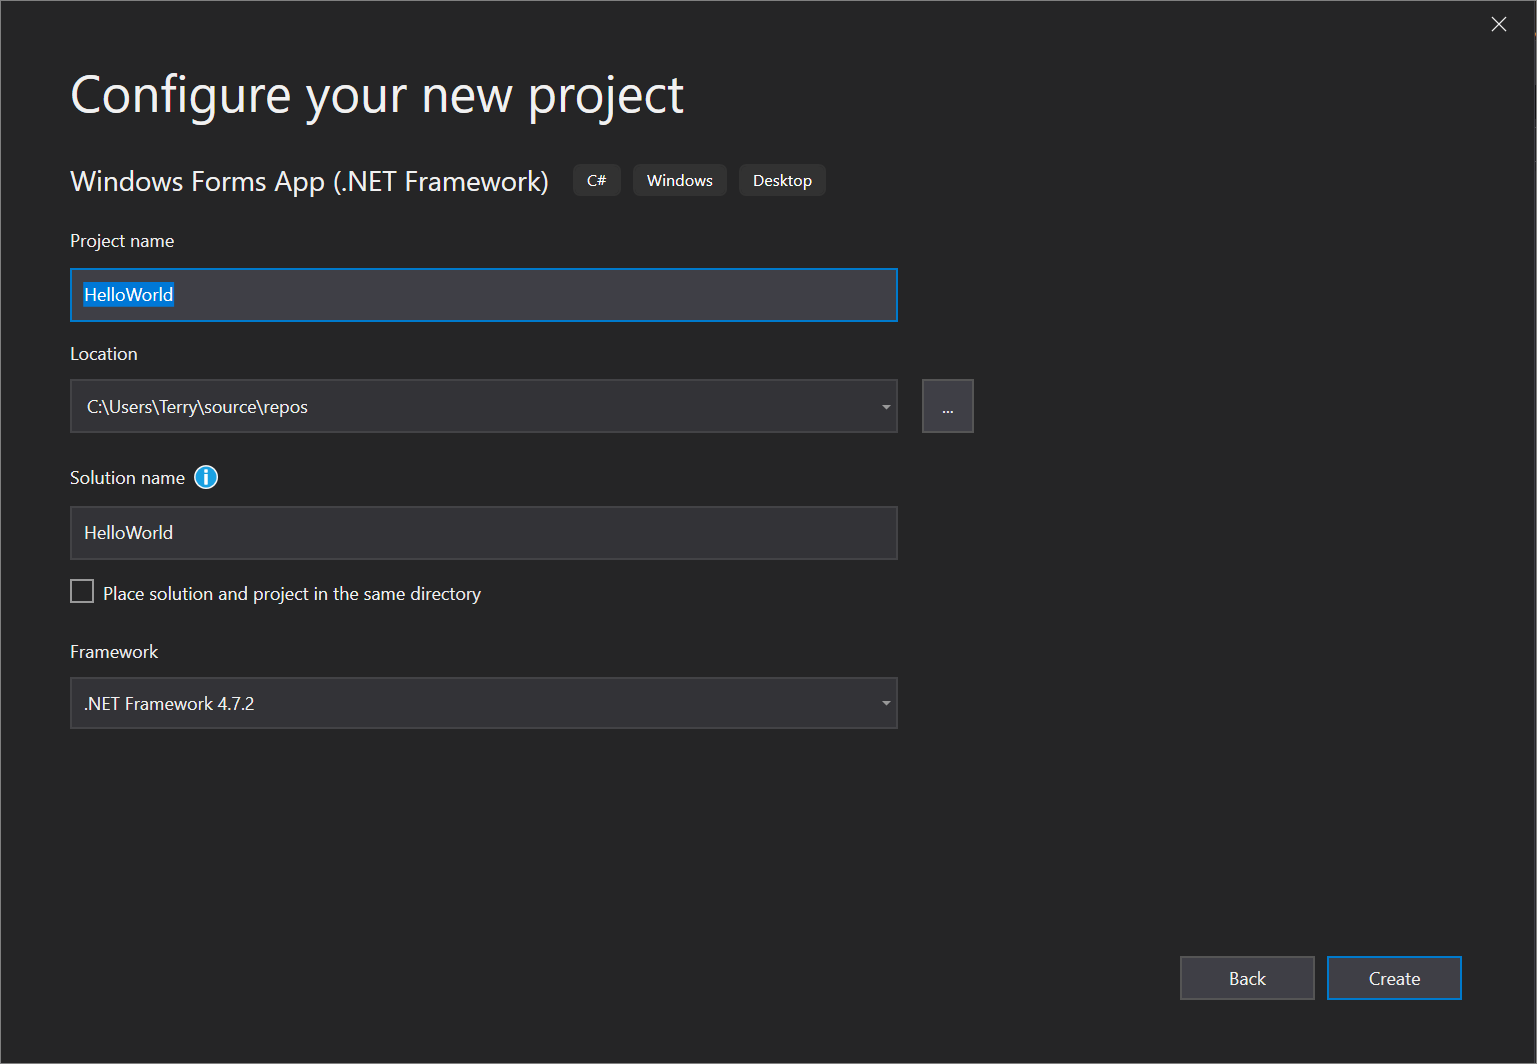 Configure your new project
Windows Forms App (.NET Framework) C# Windows Desktop
Project name
HelloWorld
Location
C:\Users\Terry\source\repos
...
Solution name
HelloWorld
Place solution and project in the same directory
Framework
.NET Framework 4.7.2
Back Create